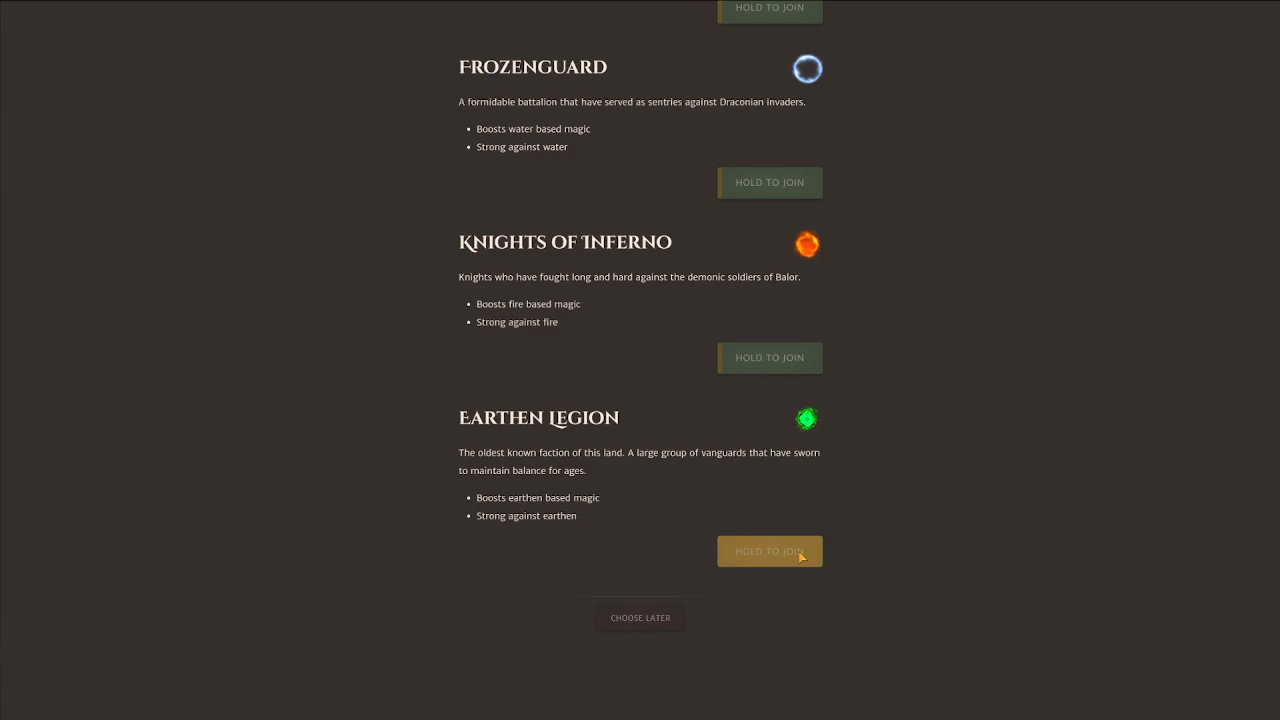 HOLD TO JOIN
Frozenguard
A formidable battalion that have served as sentries against Draconian invaders.
• Boosts water based magic
• Strong against water
HOLD TO JOIN
Knights of Inferno
Knights who have fought long and hard against the demonic soldiers of Balor.
• Boosts fire based magic
• Strong against fire
HOLD TO JOIN
Earthen Legion
The oldest known faction of this land. A large group of vanguards that have sworn
to maintain balance for ages.
• Boosts earthen based magic
• Strong against earthen
HOLD TO JOIN
CHOOSE LATER